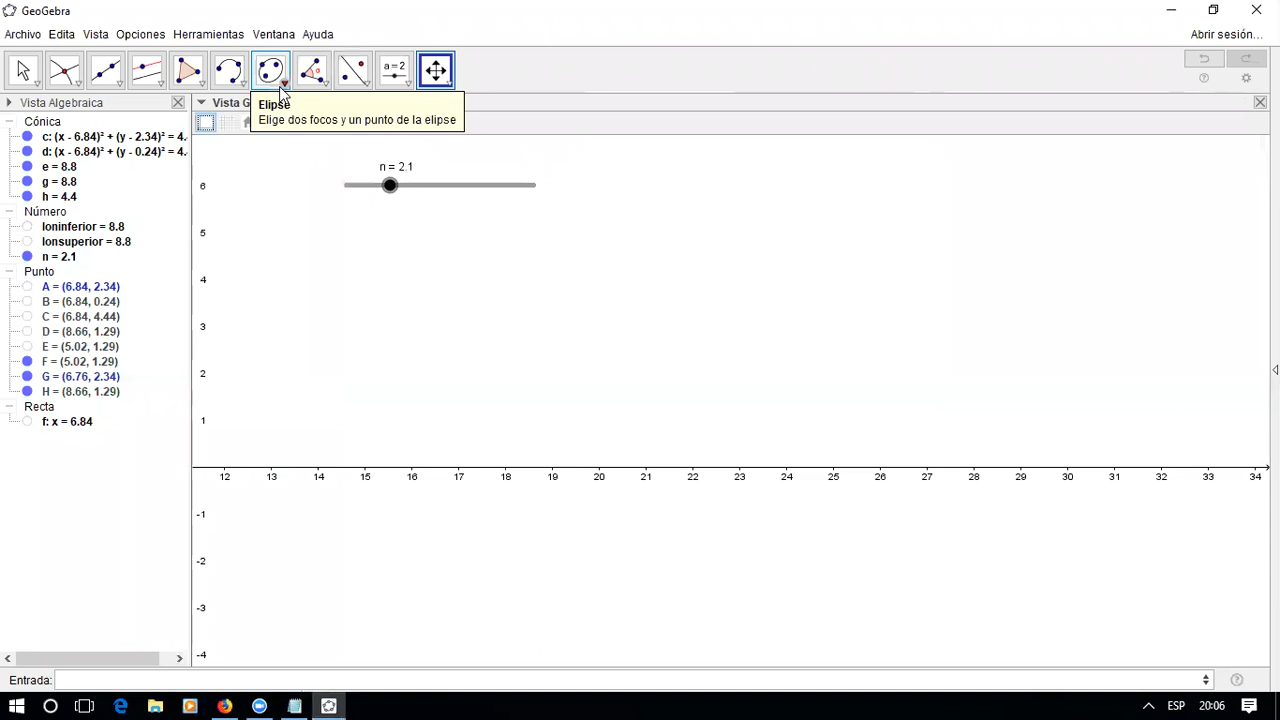 GeoGebra
Archivo Edita Vista Opciones Herramientas Ventana Ayuda Abrir sesión...
a = 2
Vista Algebraica Vista G
Elipse
Elige dos focos y un punto de la elipse
Cónica
c: (x - 6.84)² + (y - 2.34)² = 4.
d: (x - 6.84)² + (y - 0.24)² = 4.
e = 8.8
g = 8.8
h = 4.4
Número
loninferior = 8.8
lonsuperior = 8.8
n = 2.1
Punto
A = (6.84, 2.34)
B = (6.84, 0.24)
C = (6.84, 4.44)
D = (8.66, 1.29)
E = (5.02, 1.29)
F = (5.02, 1.29)
G = (6.76, 2.34)
H = (8.66, 1.29)
Recta
f: x = 6.84
n = 2.1
6
5
4
3
2
1
12 13 14 15 16 17 18 19 20 21 22 23 24 25 26 27 28 29 30 31 32 33 34
-1
-2
-3
-4
Entrada:
ESP 20:06